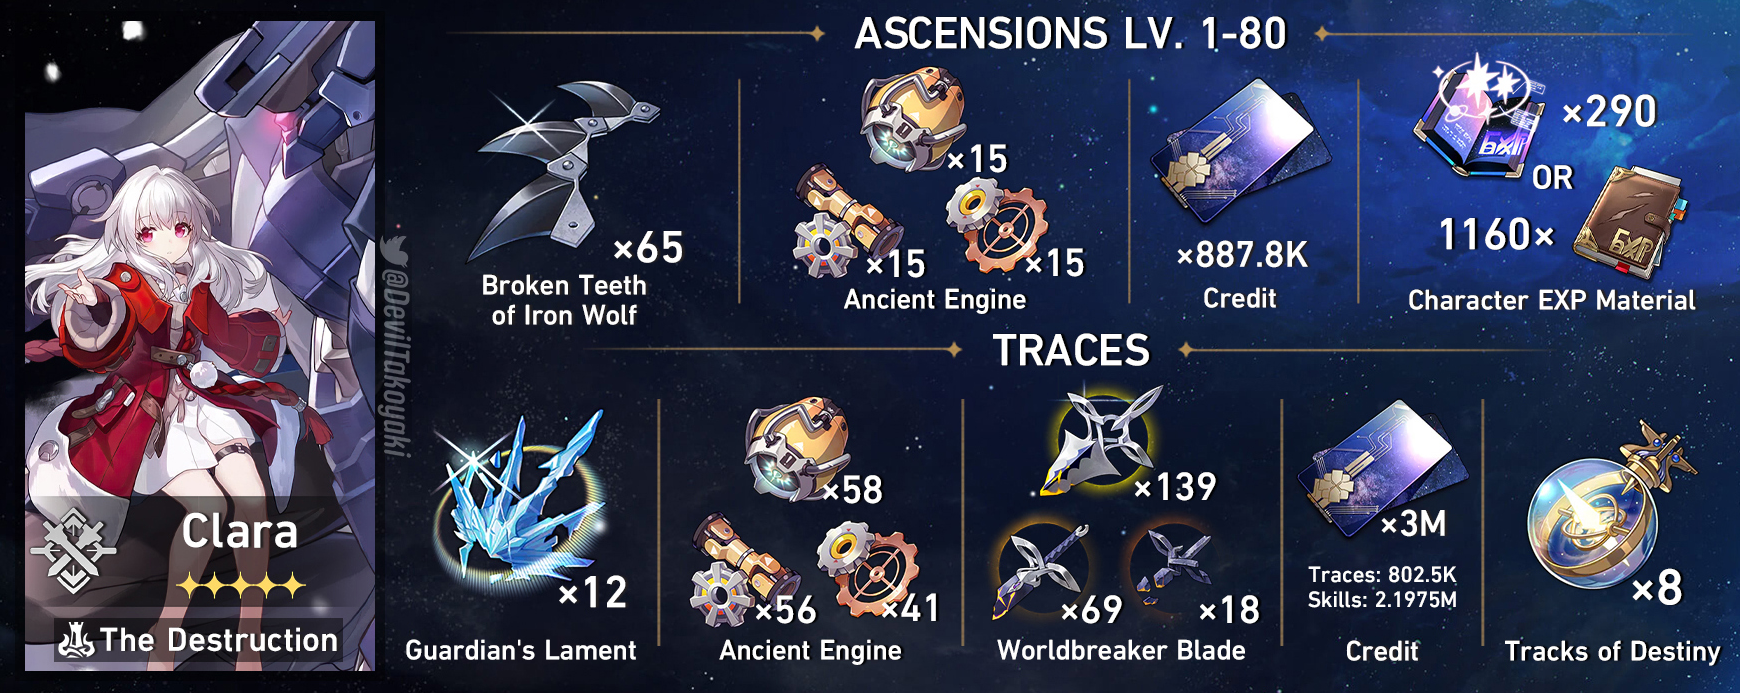 ASCENSIONS LV. 1-80
×65
Broken Teeth
of Iron Wolf
×15
×15
×15
Ancient Engine
×887.8K
Credit
×290
OR
1160×
Character EXP Material
TRACES
×12
Guardian's Lament
×58
×56
×41
Ancient Engine
×139
×69
×18
Worldbreaker Blade
×3M
Traces: 802.5K
Skills: 2.1975M
Credit
×8
Tracks of Destiny
Clara
The Destruction
@DevilTakoyaki
EXP